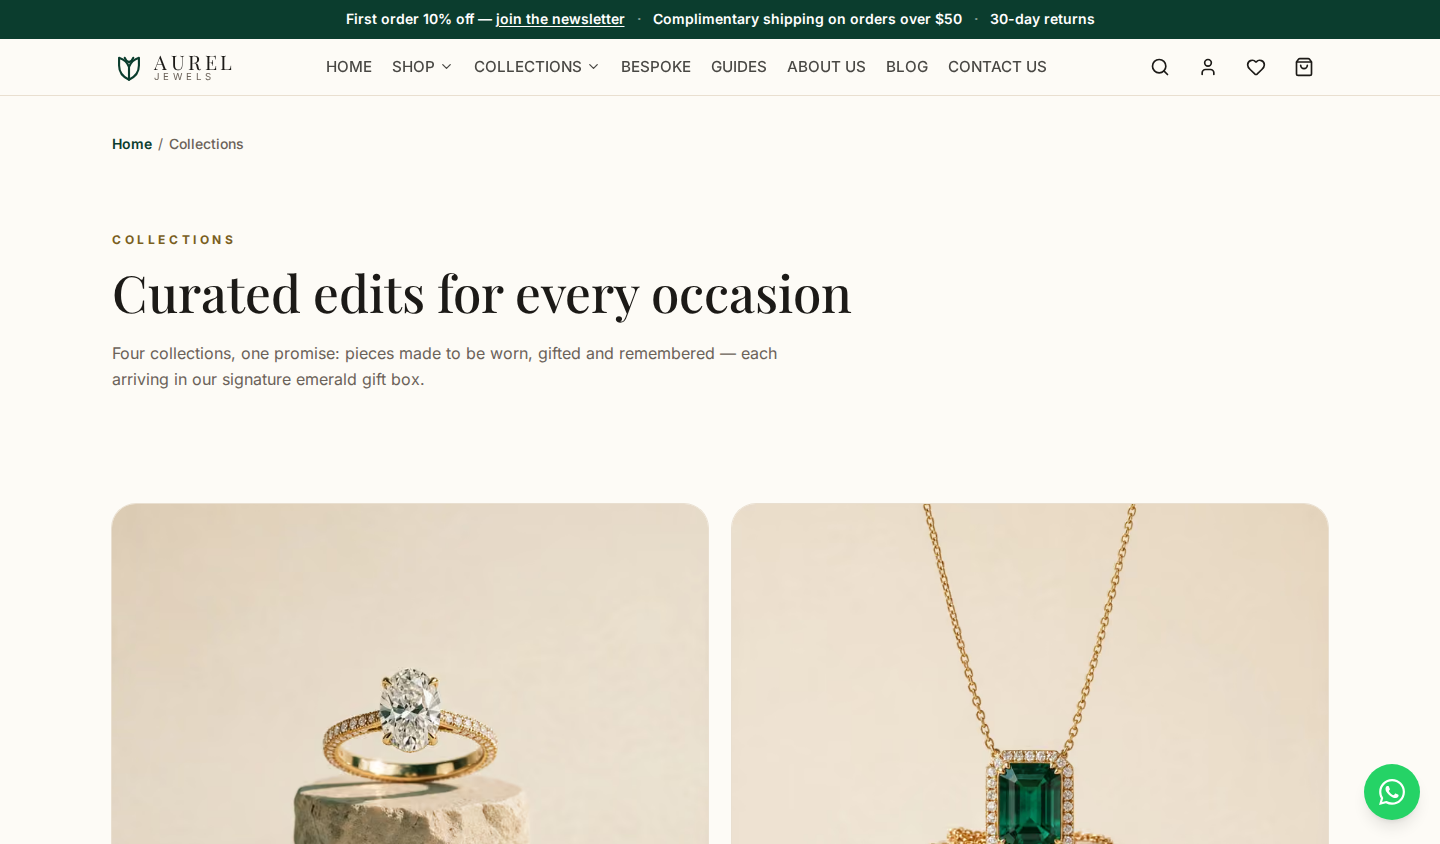 First order 10% off — join the newsletter · Complimentary shipping on orders over $50 · 30-day returns
AUREL
JEWELS
HOME SHOP COLLECTIONS BESPOKE GUIDES ABOUT US BLOG CONTACT US
Home / Collections
COLLECTIONS
Curated edits for every occasion
Four collections, one promise: pieces made to be worn, gifted and remembered — each
arriving in our signature emerald gift box.